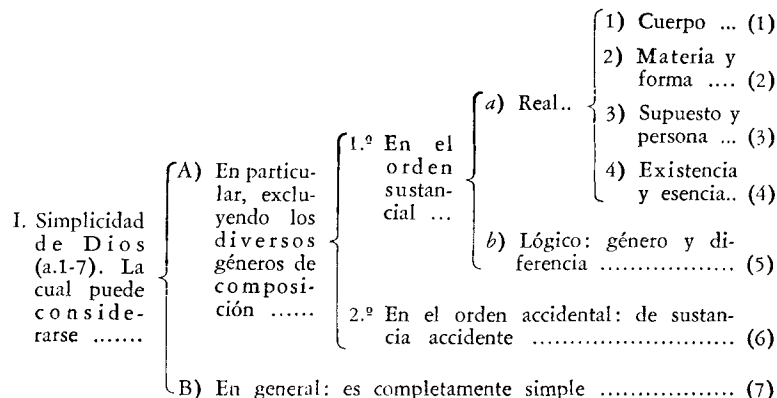 I. Simplicidad
de Dios
(a.1-7). La
cual puede
conside-
rarse .......
A) En particu-
lar, exclu-
yendo los
diversos
géneros de
composi-
ción ......
1.º En el
orden
sustan-
cial ...
a) Real..
1) Cuerpo ... (1)
2) Materia y
forma .... (2)
3) Supuesto y
persona ... (3)
4) Existencia
y esencia.. (4)
b) Lógico: género y di-
ferencia .................. (5)
2.º En el orden accidental: de sustan-
cia accidente ........................... (6)
B) En general: es completamente simple ................. (7)